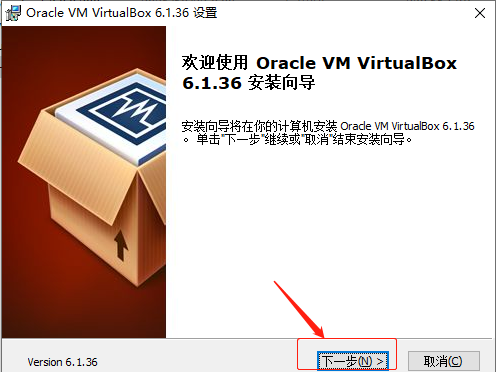 Oracle VM VirtualBox 6.1.36 设置
欢迎使用 Oracle VM VirtualBox
6.1.36 安装向导
安装向导将在你的计算机安装 Oracle VM VirtualBox 6.1.36
。 单击"下一步"继续或"取消"结束安装向导。
VM
Version 6.1.36
下一步(N) >
取消(C)